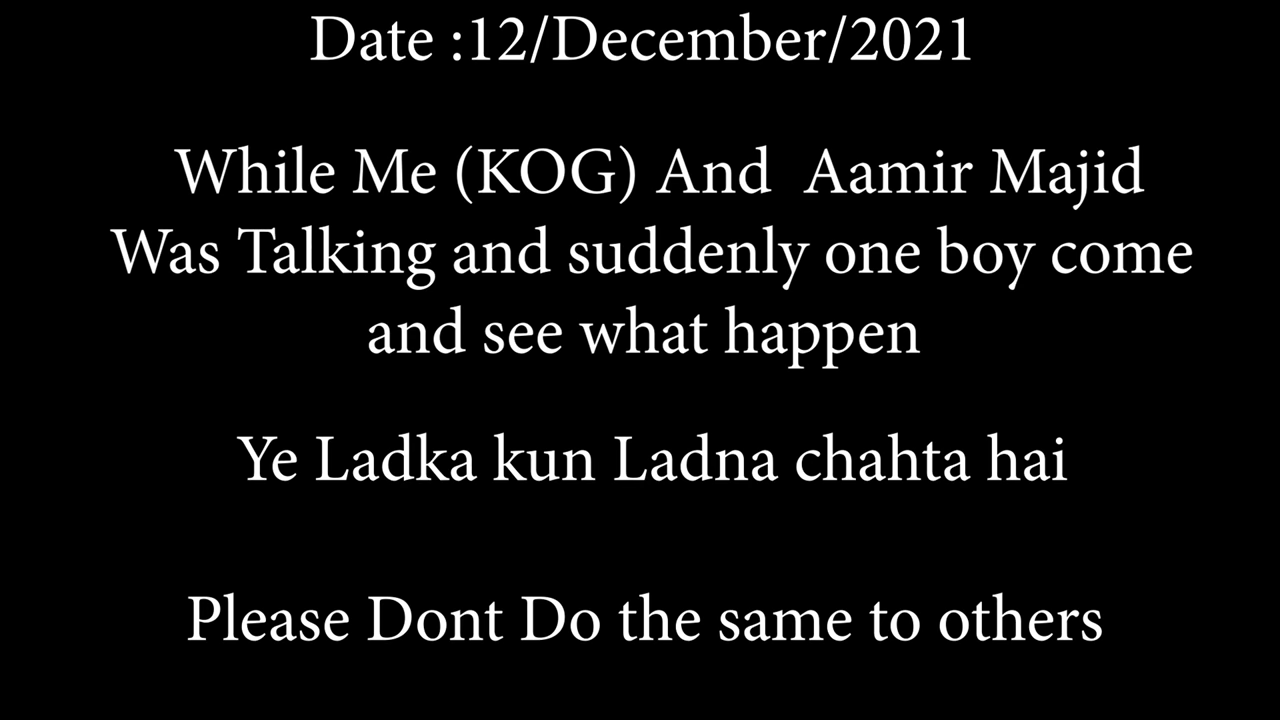 Date :12/December/2021
While Me (KOG) And  Aamir Majid
Was Talking and suddenly one boy come
and see what happen
Ye Ladka kun Ladna chahta hai
Please Dont Do the same to others